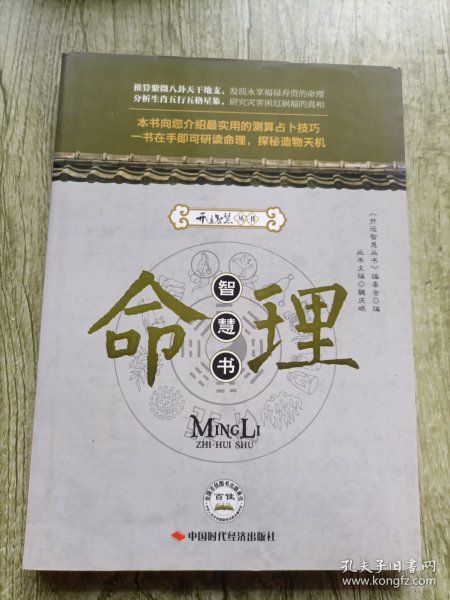 推算紫微八卦天干地支，发现永享福禄寿贵的命理
分析生肖五行五格星象，研究灾害困厄祸福的真相
本书向您介绍最实用的测算占卜技巧
一书在手即可研读命理，探秘造物天机
开运智慧丛书
《开运智慧丛书》编委会◎编
丛书主编◎魏庆岷
命理
智慧书
MINGLI
ZHI HUI SHU
百佳
中国时代经济出版社
孔夫子旧书网
www.kongfz.com